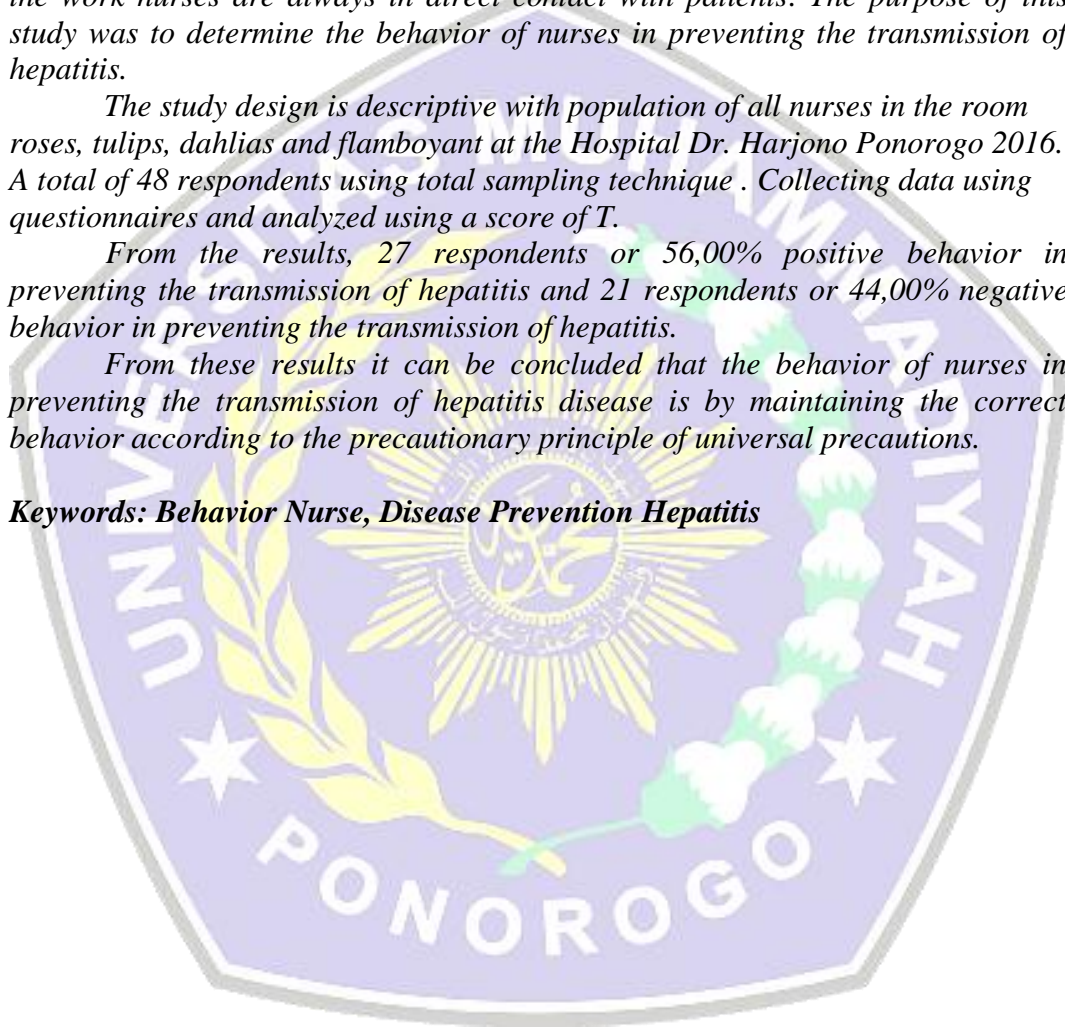 the work nurses are always in direct contact with patients. The purpose of this
study was to determine the behavior of nurses in preventing the transmission of
hepatitis.
The study design is descriptive with population of all nurses in the room
roses, tulips, dahlias and flamboyant at the Hospital Dr. Harjono Ponorogo 2016.
A total of 48 respondents using total sampling technique . Collecting data using
questionnaires and analyzed using a score of T.
From the results, 27 respondents or 56,00% positive behavior in
preventing the transmission of hepatitis and 21 respondents or 44,00% negative
behavior in preventing the transmission of hepatitis.
From these results it can be concluded that the behavior of nurses in
preventing the transmission of hepatitis disease is by maintaining the correct
behavior according to the precautionary principle of universal precautions.
Keywords: Behavior Nurse, Disease Prevention Hepatitis
UNIVERSITAS MUHAMMADIYAH
PONOROGO